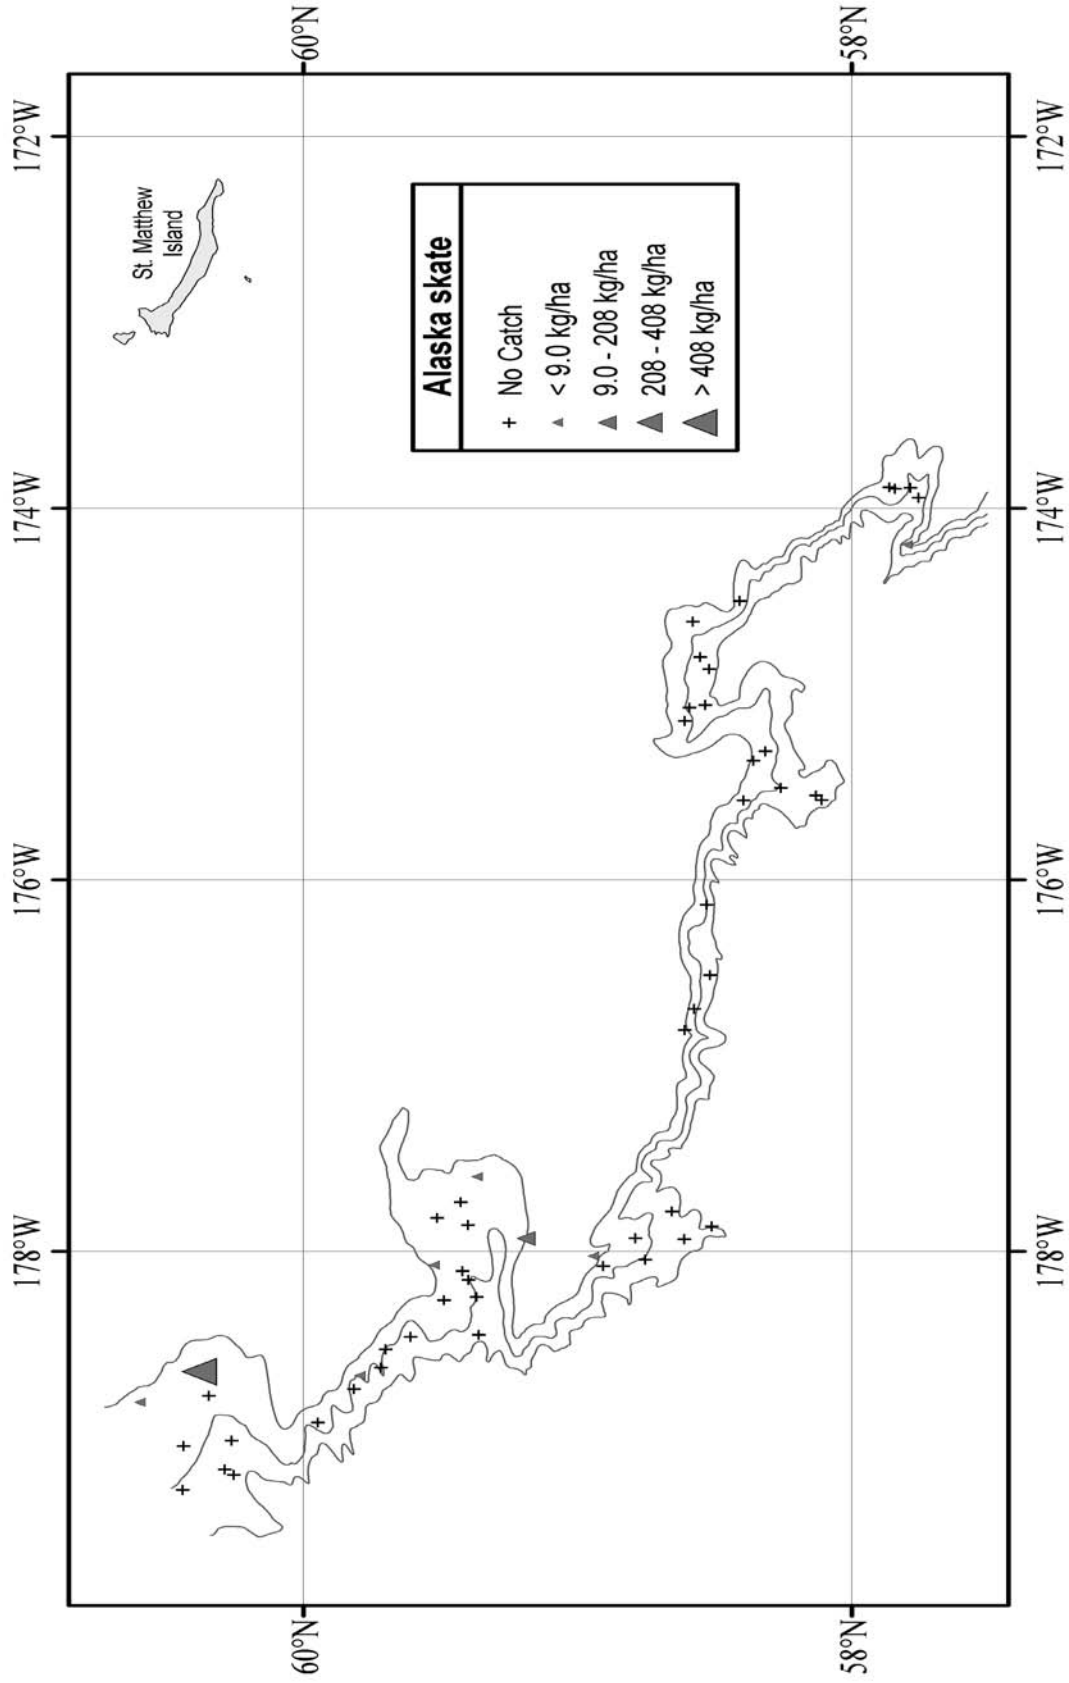 178°W
176°W
174°W
172°W
60°N
60°N
St. Matthew
Island
Alaska skate
No Catch
< 9.0 kg/ha
9.0 - 208 kg/ha
208 - 408 kg/ha
> 408 kg/ha
58°N
58°N
178°W
176°W
174°W
172°W